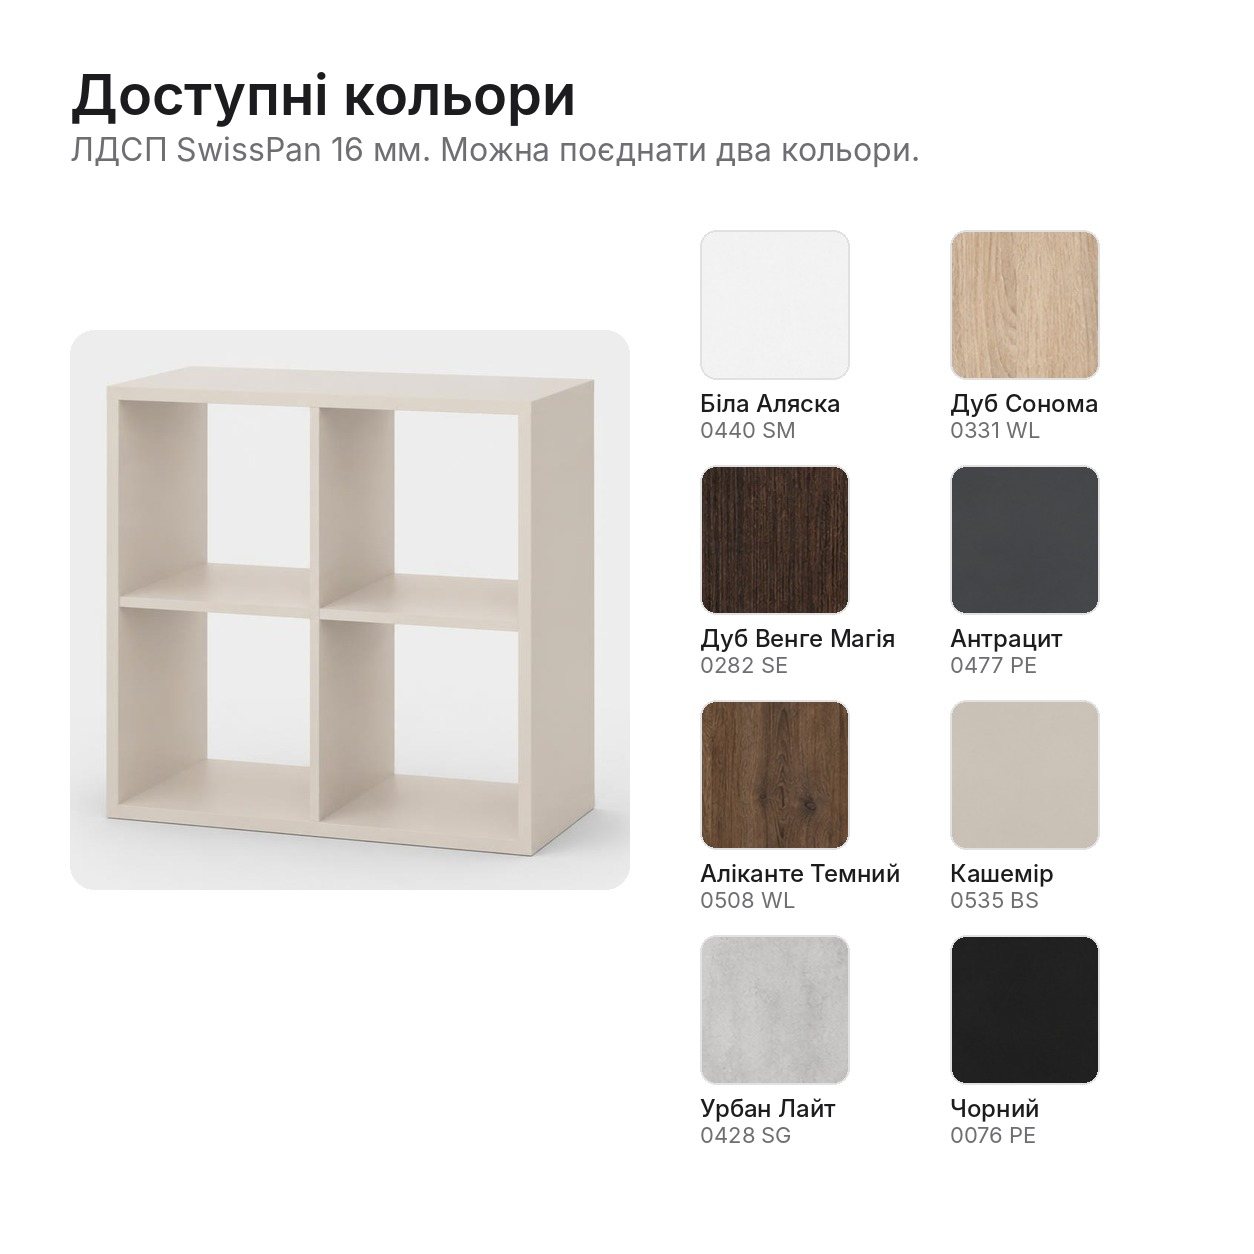 Доступні кольори
ЛДСП SwissPan 16 мм. Можна поєднати два кольори.
Біла Аляска
0440 SM
Дуб Сонома
0331 WL
Дуб Венге Магія
0282 SE
Антрацит
0477 PE
Аліканте Темний
0508 WL
Кашемір
0535 BS
Урбан Лайт
0428 SG
Чорний
0076 PE